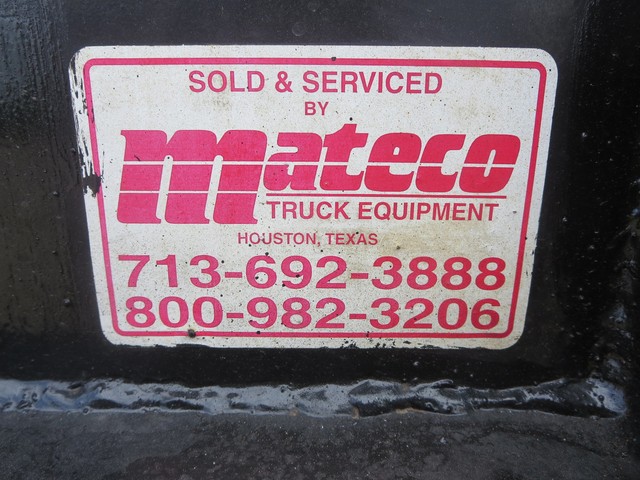 SOLD & SERVICED
BY
mateco
TRUCK EQUIPMENT
HOUSTON, TEXAS
713-692-3888
800-982-3206